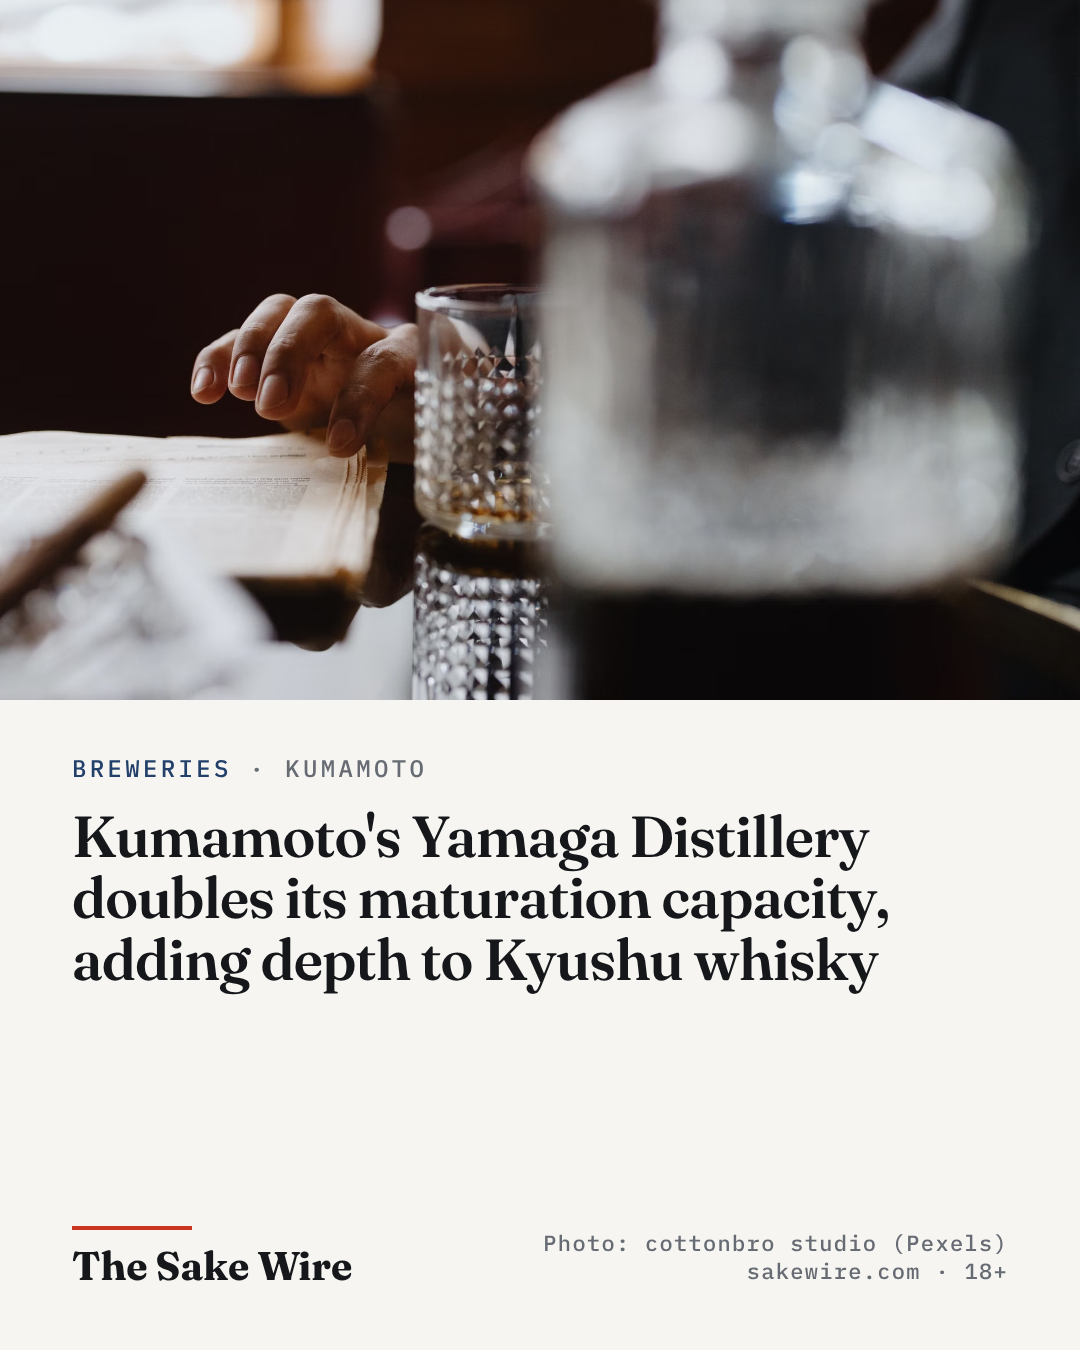 BREWERIES · KUMAMOTO
Kumamoto's Yamaga Distillery
doubles its maturation capacity,
adding depth to Kyushu whisky
The Sake Wire
Photo: cottonbro studio (Pexels)
sakewire.com · 18+